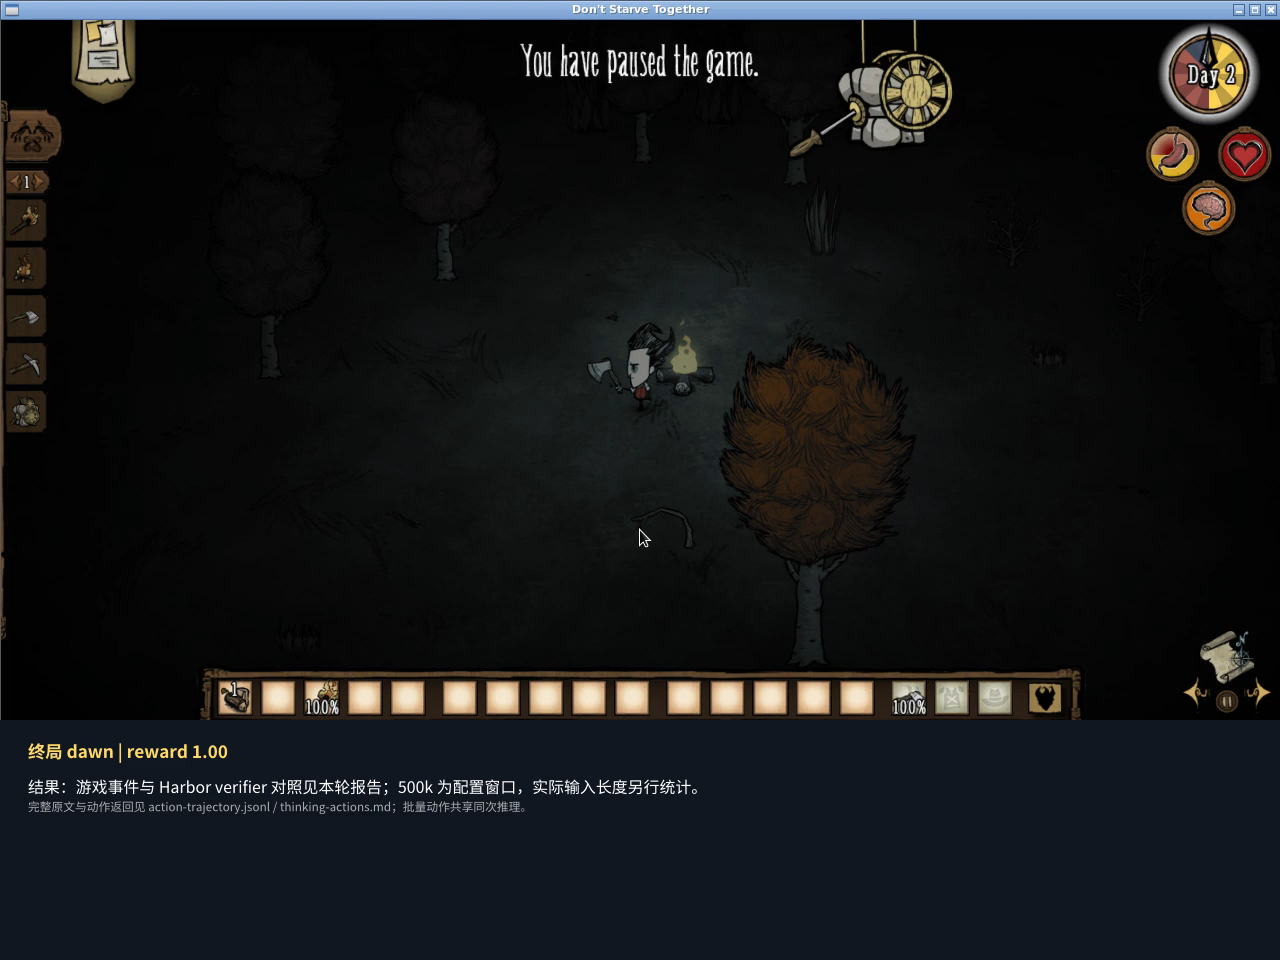 Don't Starve Together
You have paused the game.
Day 2
1
1
100%
100%
终局 dawn | reward 1.00
结果：游戏事件与 Harbor verifier 对照见本轮报告；500k 为配置窗口，实际输入长度另行统计。
完整原文与动作返回见 action-trajectory.jsonl / thinking-actions.md；批量动作共享同次推理。